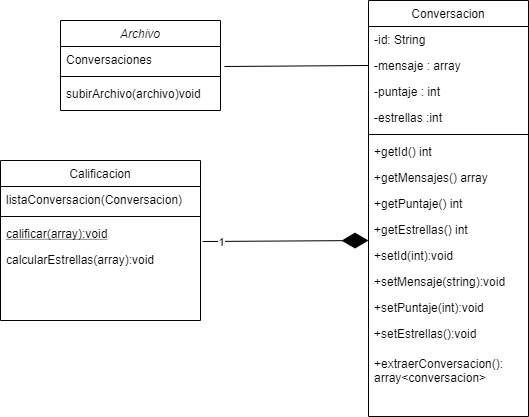 Archivo
Conversaciones
subirArchivo(archivo)void
Calificacion
listaConversacion(Conversacion)
calificar(array):void
calcularEstrellas(array):void
1
Conversacion
-id: String
-mensaje : array
-puntaje : int
-estrellas :int
+getId() int
+getMensajes() array
+getPuntaje() int
+getEstrellas() int
+setId(int):void
+setMensaje(string):void
+setPuntaje(int):void
+setEstrellas():void
+extraerConversacion():
array<conversacion>